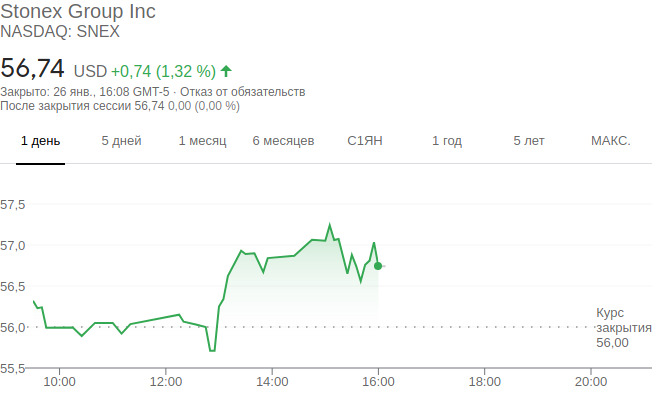 Stonex Group Inc
NASDAQ: SNEX
56,74 USD +0,74 (1,32 %)
Закрыто: 26 янв., 16:08 GMT-5 · Отказ от обязательств
После закрытия сессии 56,74 0,00 (0,00 %)
1 день 5 дней 1 месяц 6 месяцев С1ЯН 1 год 5 лет МАКС.
57,5
57,0
56,5
56,0
55,5
Курс
закрытия
56,00
10:00 12:00 14:00 16:00 18:00 20:00